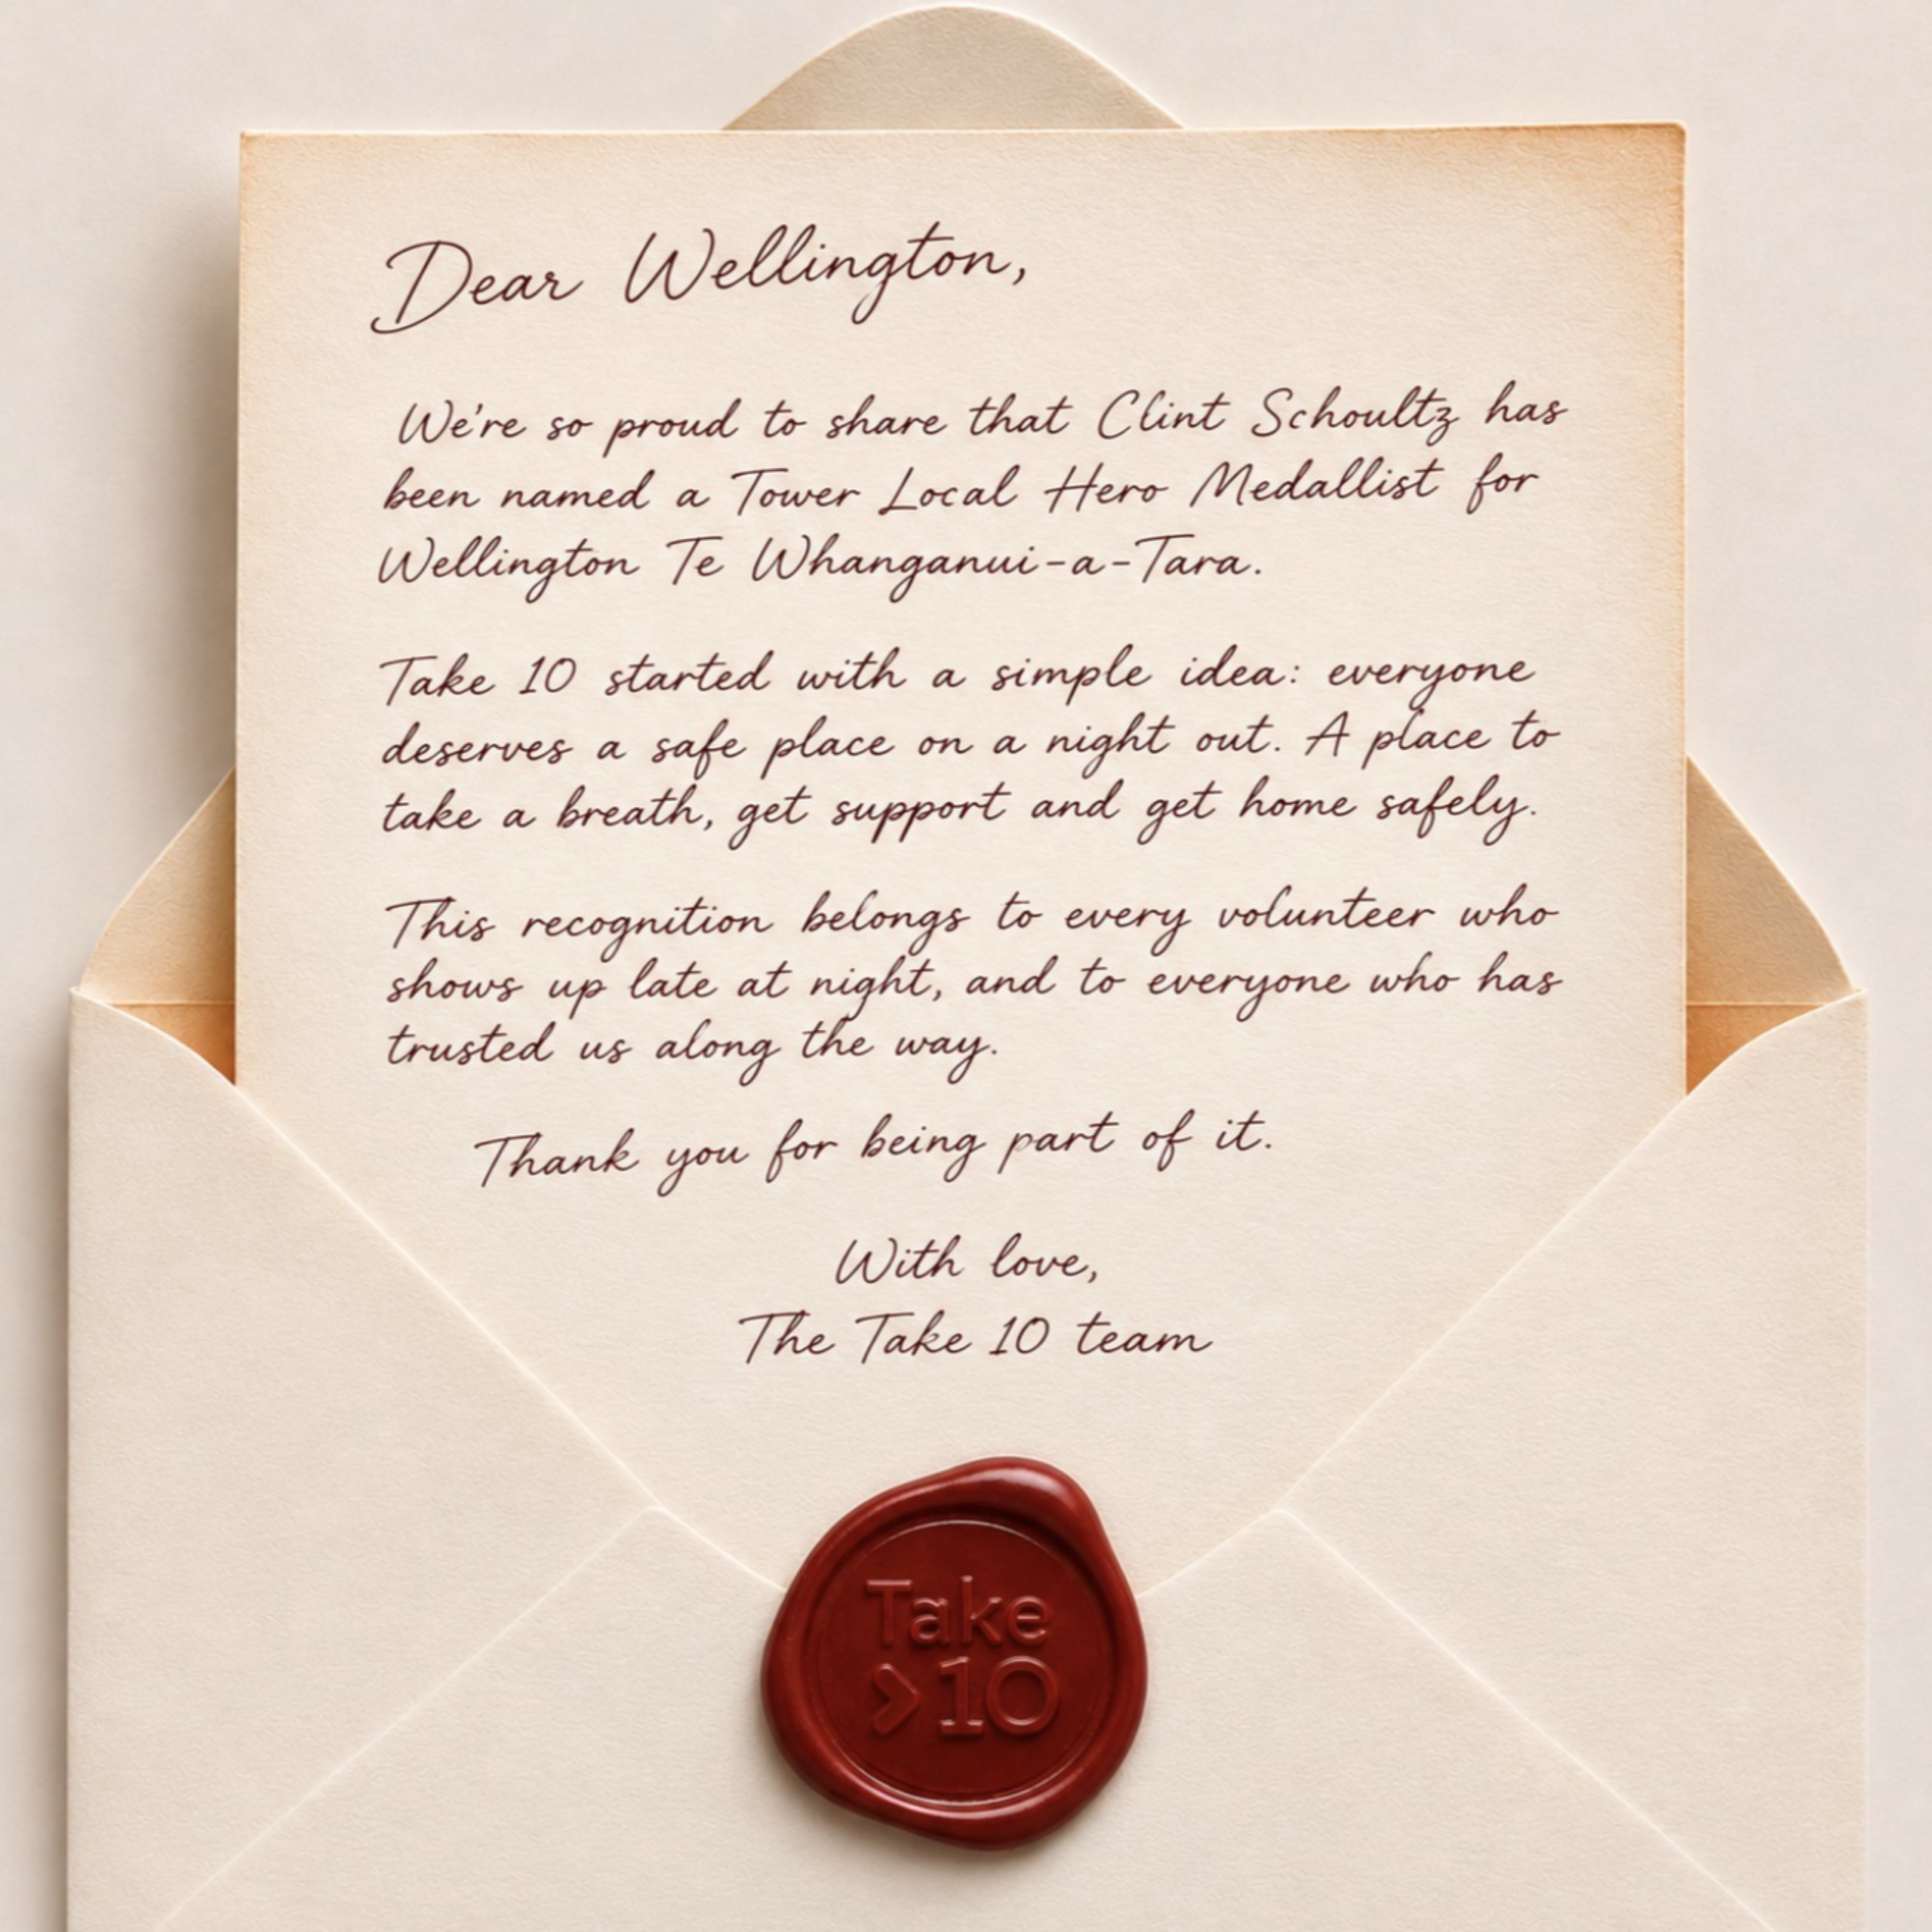 Dear Wellington,
We're so proud to share that Clint Schoultz has
been named a Tower Local Hero Medallist for
Wellington Te Whanganui-a-Tara.
Take 10 started with a simple idea: everyone
deserves a safe place on a night out. A place to
take a breath, get support and get home safely.
This recognition belongs to every volunteer who
shows up late at night, and to everyone who has
trusted us along the way.
Thank you for being part of it.
With love,
The Take 10 team
Take
10